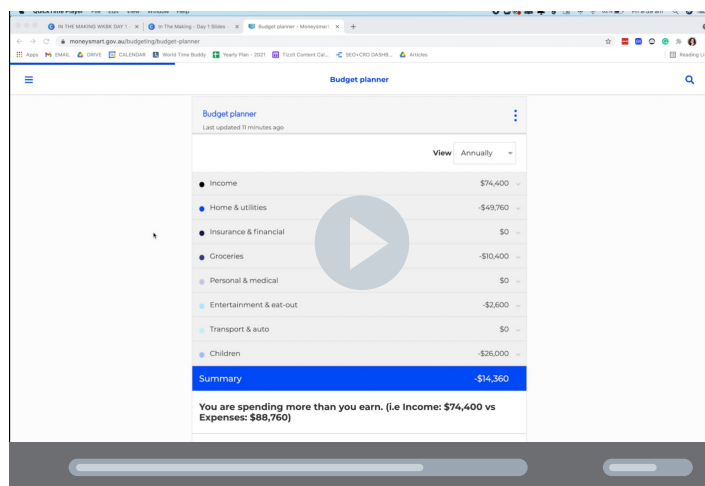 QuickTime Player File Edit View Window Help
IN THE MAKING WEEK DAY 1 - × In The Making - Day 1 Slides - × Budget planner - Moneysmart × +
moneysmart.gov.au/budgeting/budget-planner
Apps EMAIL DRIVE CALENDAR World Time Buddy Yearly Plan - 2021 Tizzit Content Cal... SEO+CRO DASHB... Articles Reading Li
Budget planner
Budget planner
Last updated 11 minutes ago
View Annually
Income $74,400
Home & utilities -$49,760
Insurance & financial $0
Groceries -$10,400
Personal & medical $0
Entertainment & eat-out -$2,600
Transport & auto $0
Children -$26,000
Summary -$14,360
You are spending more than you earn. (i.e Income: $74,400 vs
Expenses: $88,760)